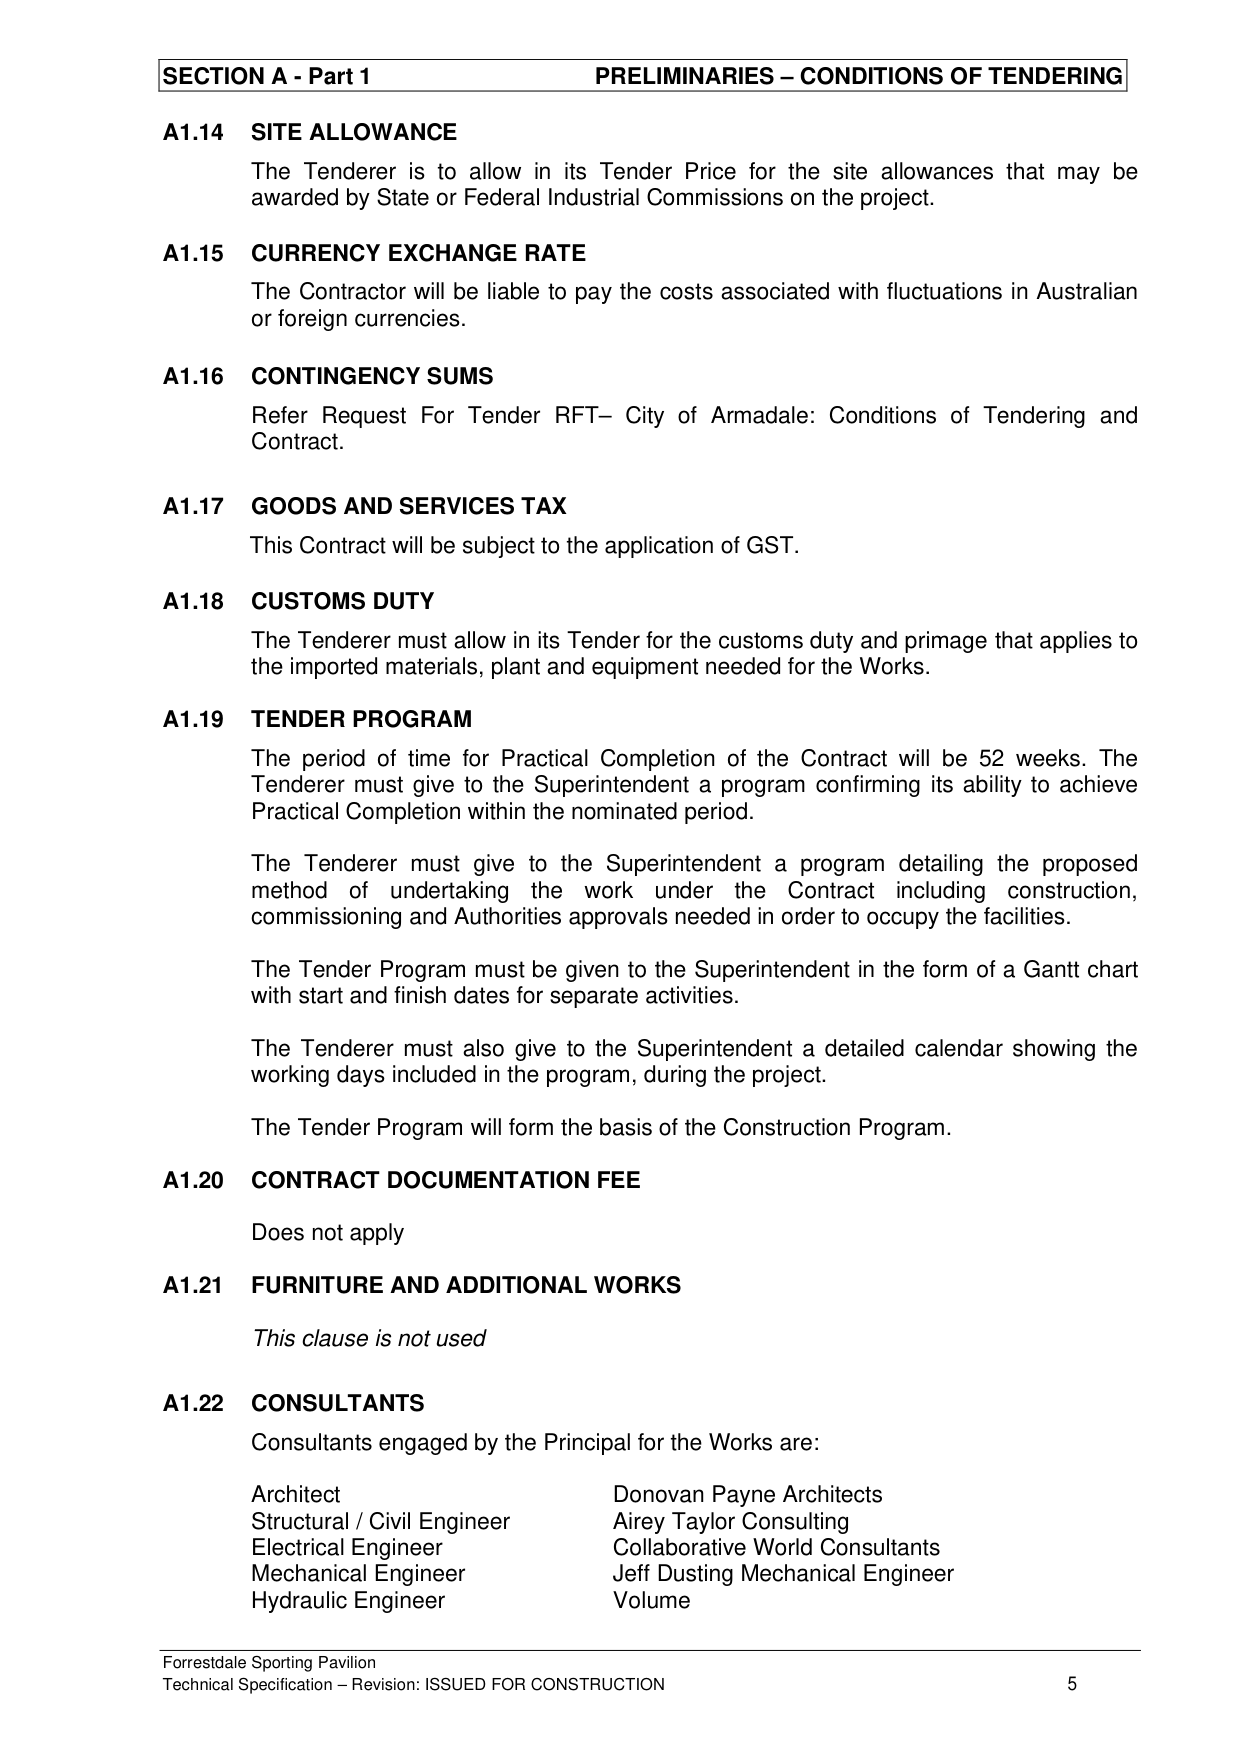 SECTION A - Part 1 PRELIMINARIES – CONDITIONS OF TENDERING
A1.14 SITE ALLOWANCE
The Tenderer is to allow in its Tender Price for the site allowances that may be
awarded by State or Federal Industrial Commissions on the project.
A1.15 CURRENCY EXCHANGE RATE
The Contractor will be liable to pay the costs associated with fluctuations in Australian
or foreign currencies.
A1.16 CONTINGENCY SUMS
Refer Request For Tender RFT– City of Armadale: Conditions of Tendering and
Contract.
A1.17 GOODS AND SERVICES TAX
This Contract will be subject to the application of GST.
A1.18 CUSTOMS DUTY
The Tenderer must allow in its Tender for the customs duty and primage that applies to
the imported materials, plant and equipment needed for the Works.
A1.19 TENDER PROGRAM
The period of time for Practical Completion of the Contract will be 52 weeks. The
Tenderer must give to the Superintendent a program confirming its ability to achieve
Practical Completion within the nominated period.
The Tenderer must give to the Superintendent a program detailing the proposed
method of undertaking the work under the Contract including construction,
commissioning and Authorities approvals needed in order to occupy the facilities.
The Tender Program must be given to the Superintendent in the form of a Gantt chart
with start and finish dates for separate activities.
The Tenderer must also give to the Superintendent a detailed calendar showing the
working days included in the program, during the project.
The Tender Program will form the basis of the Construction Program.
A1.20 CONTRACT DOCUMENTATION FEE
Does not apply
A1.21 FURNITURE AND ADDITIONAL WORKS
This clause is not used
A1.22 CONSULTANTS
Consultants engaged by the Principal for the Works are:
Architect Donovan Payne Architects
Structural / Civil Engineer Airey Taylor Consulting
Electrical Engineer Collaborative World Consultants
Mechanical Engineer Jeff Dusting Mechanical Engineer
Hydraulic Engineer Volume
Forrestdale Sporting Pavilion
Technical Specification – Revision: ISSUED FOR CONSTRUCTION 5